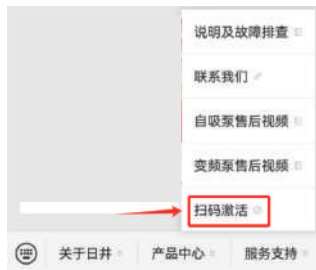 说明及故障排查
联系我们
自吸泵售后视频
变频泵售后视频
扫码激活
关于日井 产品中心 服务支持